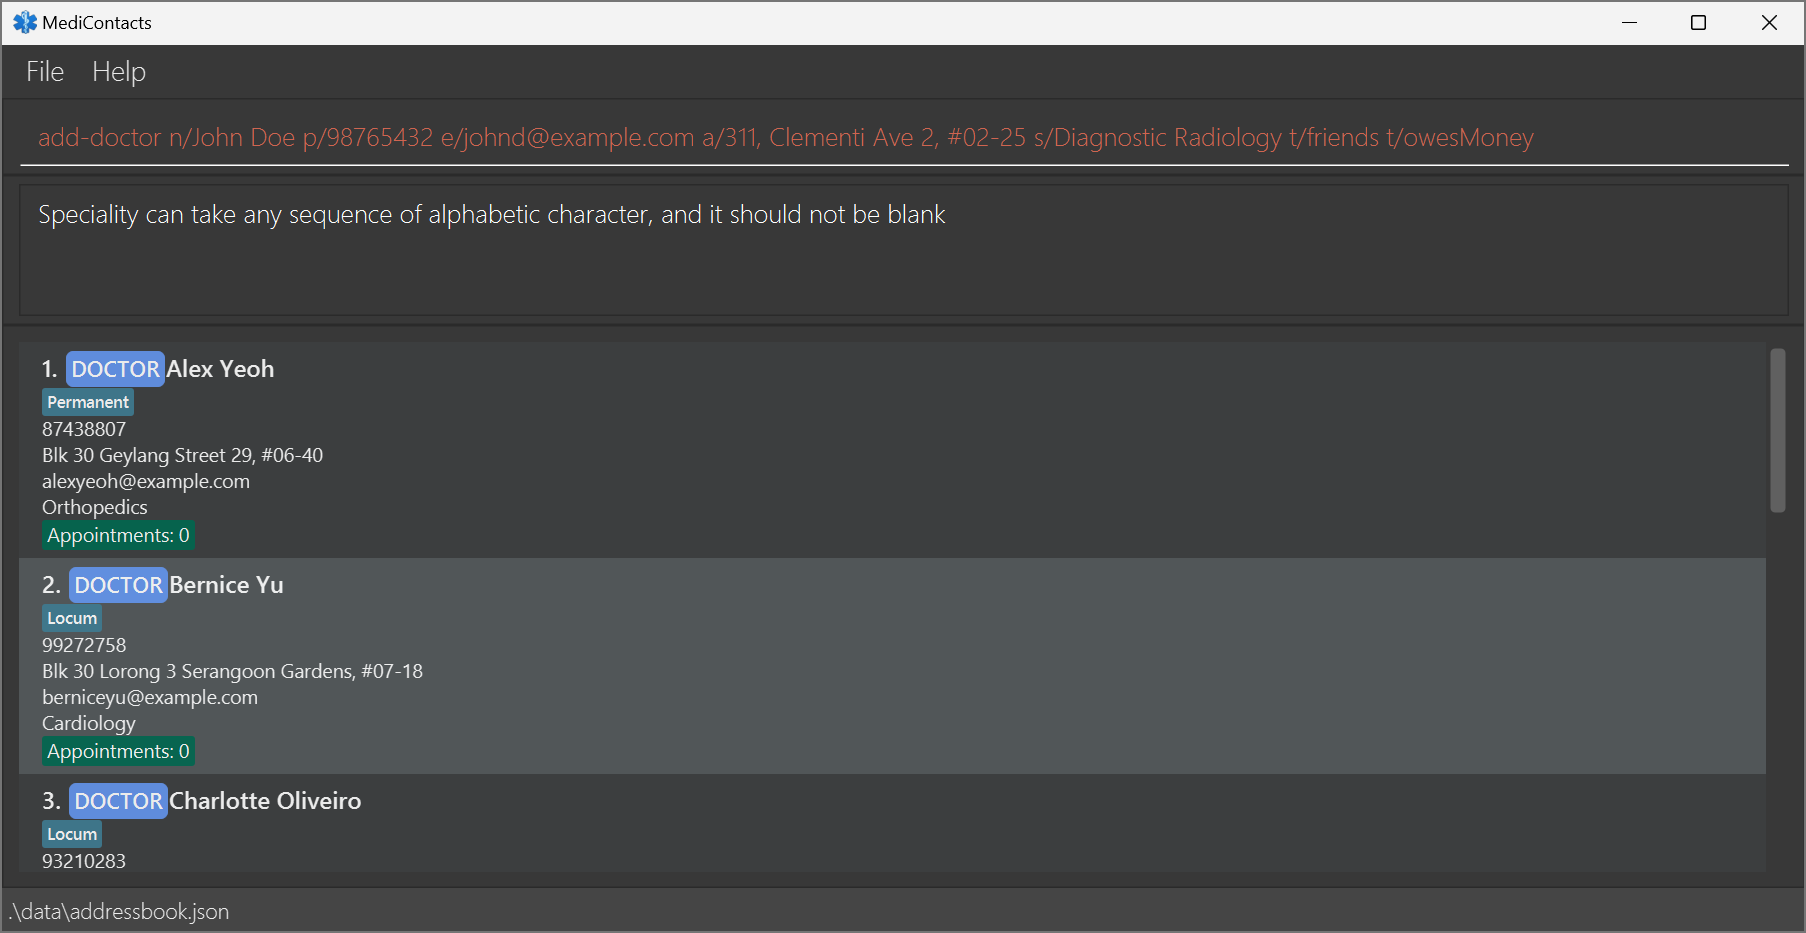 MediContacts
File Help
add-doctor n/John Doe p/98765432 e/johnd@example.com a/311, Clementi Ave 2, #02-25 s/Diagnostic Radiology t/friends t/owesMoney
Speciality can take any sequence of alphabetic character, and it should not be blank
1. DOCTOR Alex Yeoh
Permanent
87438807
Blk 30 Geylang Street 29, #06-40
alexyeoh@example.com
Orthopedics
Appointments: 0
2. DOCTOR Bernice Yu
Locum
99272758
Blk 30 Lorong 3 Serangoon Gardens, #07-18
berniceyu@example.com
Cardiology
Appointments: 0
3. DOCTOR Charlotte Oliveiro
Locum
93210283
.\data\addressbook.json